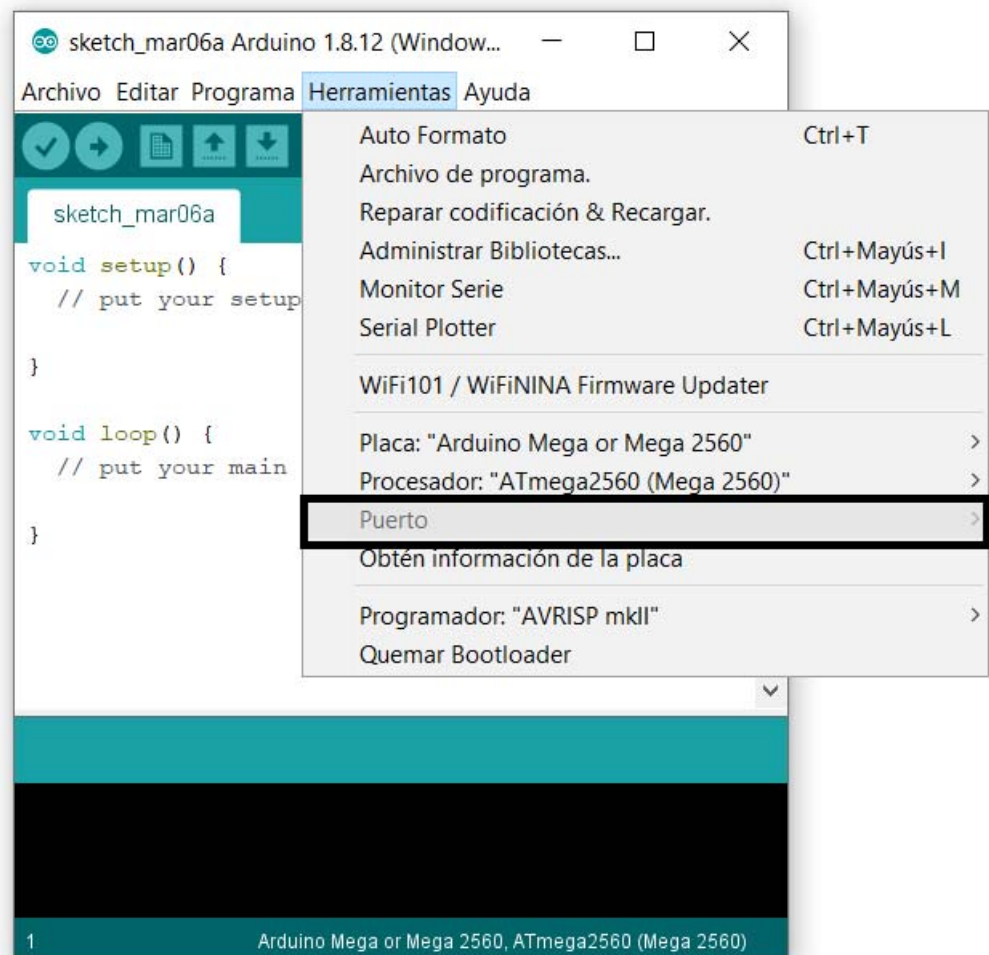 sketch_mar06a Arduino 1.8.12 (Window...
Archivo Editar Programa Herramientas Ayuda
Auto Formato Ctrl+T
Archivo de programa.
Reparar codificación & Recargar.
Administrar Bibliotecas... Ctrl+Mayús+I
Monitor Serie Ctrl+Mayús+M
Serial Plotter Ctrl+Mayús+L
WiFi101 / WiFiNINA Firmware Updater
Placa: "Arduino Mega or Mega 2560"
Procesador: "ATmega2560 (Mega 2560)"
Puerto
Obtén información de la placa
Programador: "AVRISP mkII"
Quemar Bootloader
sketch_mar06a
void setup() {
// put your setup
}
void loop() {
// put your main
}
1 Arduino Mega or Mega 2560, ATmega2560 (Mega 2560)